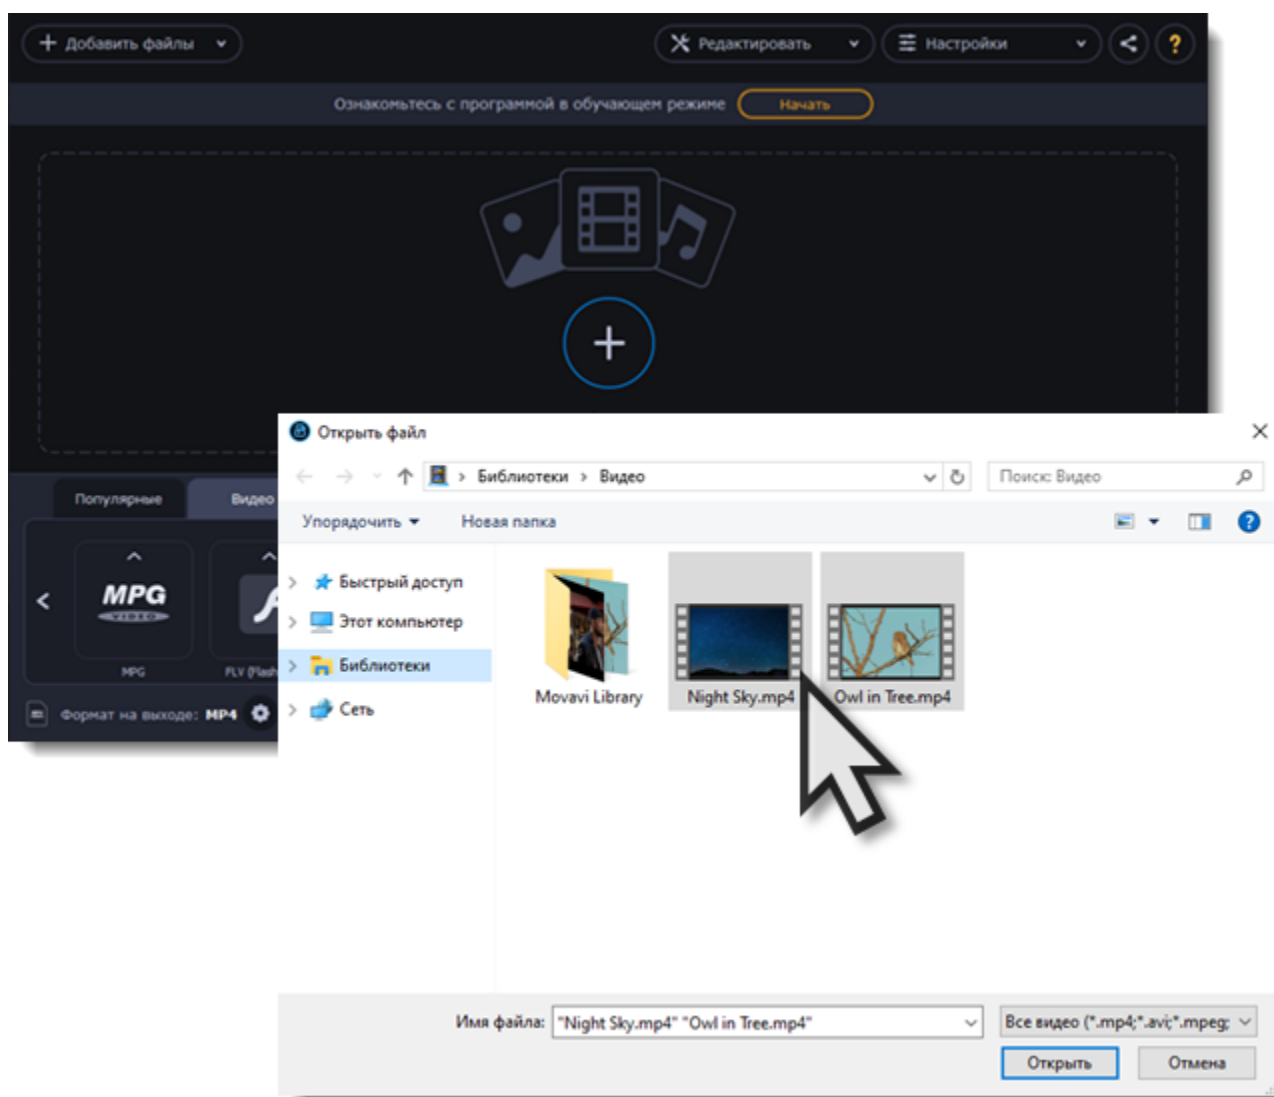 Добавить файлы
Редактировать
Настройки
?
Ознакомьтесь с программой в обучающем режиме
Начать
Популярные
Видео
MPG
VIDEO
MPG
FLV (Flash
Формат на выходе: MP4
Открыть файл
Библиотеки > Видео
Поиск: Видео
Упорядочить
Новая папка
?
Быстрый доступ
Этот компьютер
Библиотеки
Сеть
Movavi Library
Night Sky.mp4
Owl in Tree.mp4
Имя файла: "Night Sky.mp4" "Owl in Tree.mp4"
Все видео (*.mp4;*.avi;*.mpeg;
Открыть
Отмена